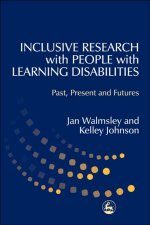 INCLUSIVE RESEARCH
with PEOPLE with
LEARNING DISABILITIES
Past, Present and Futures
Jan Walmsley
and Kelley Johnson